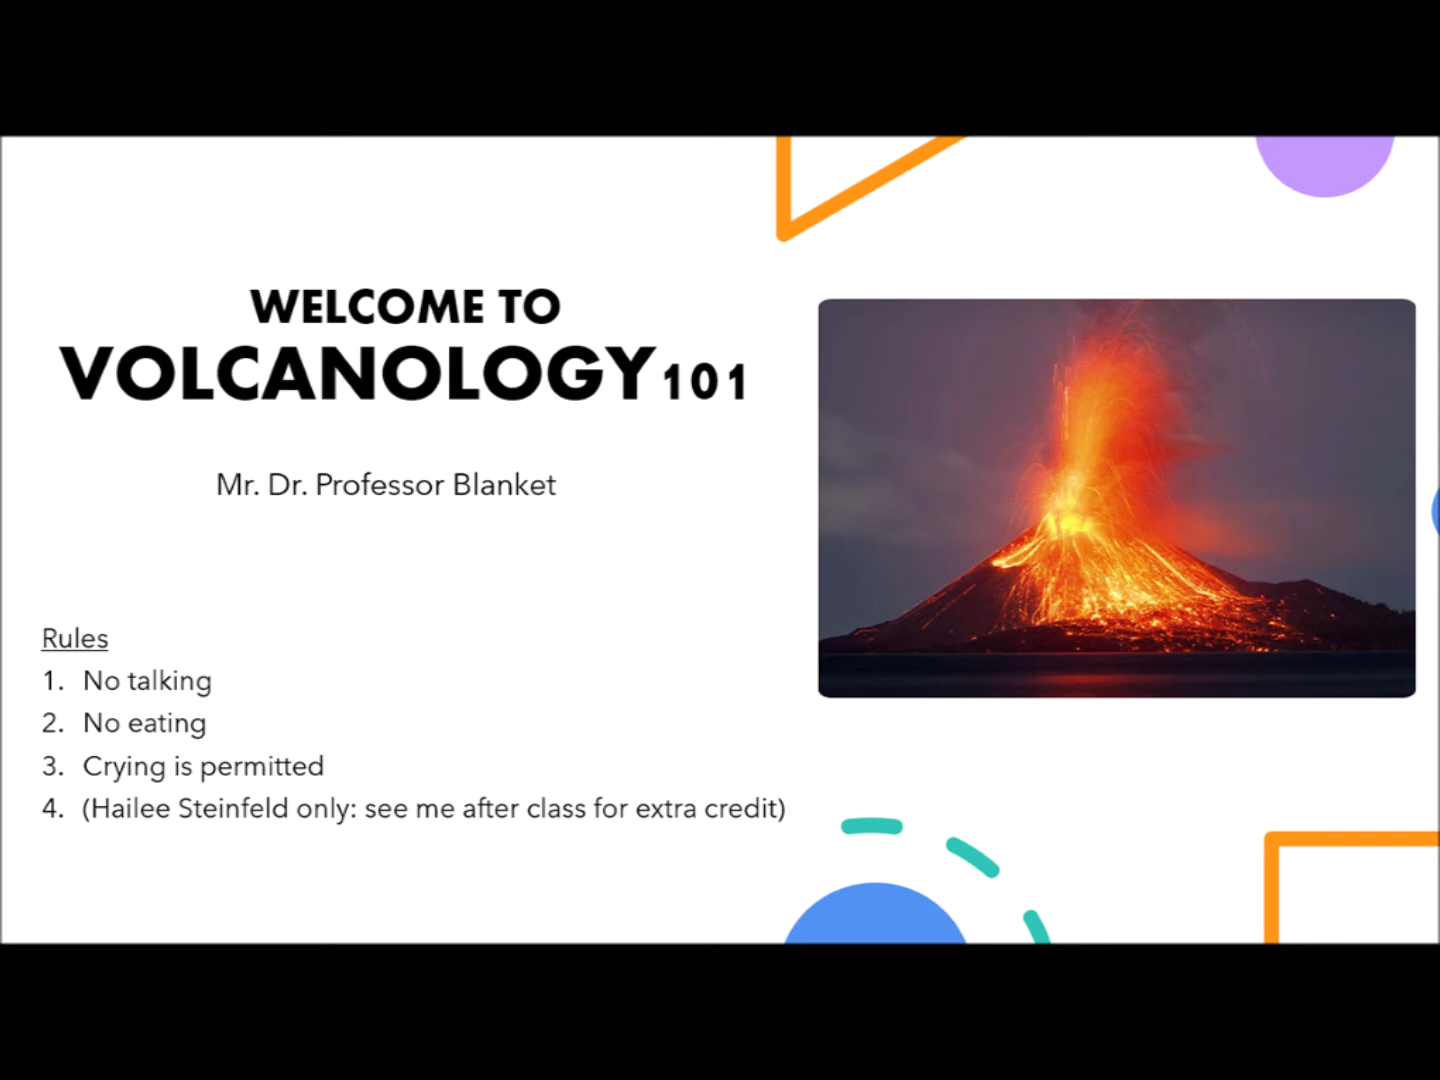 WELCOME TO
VOLCANOLOGY 101
Mr. Dr. Professor Blanket
Rules
1. No talking
2. No eating
3. Crying is permitted
4. (Hailee Steinfeld only: see me after class for extra credit)